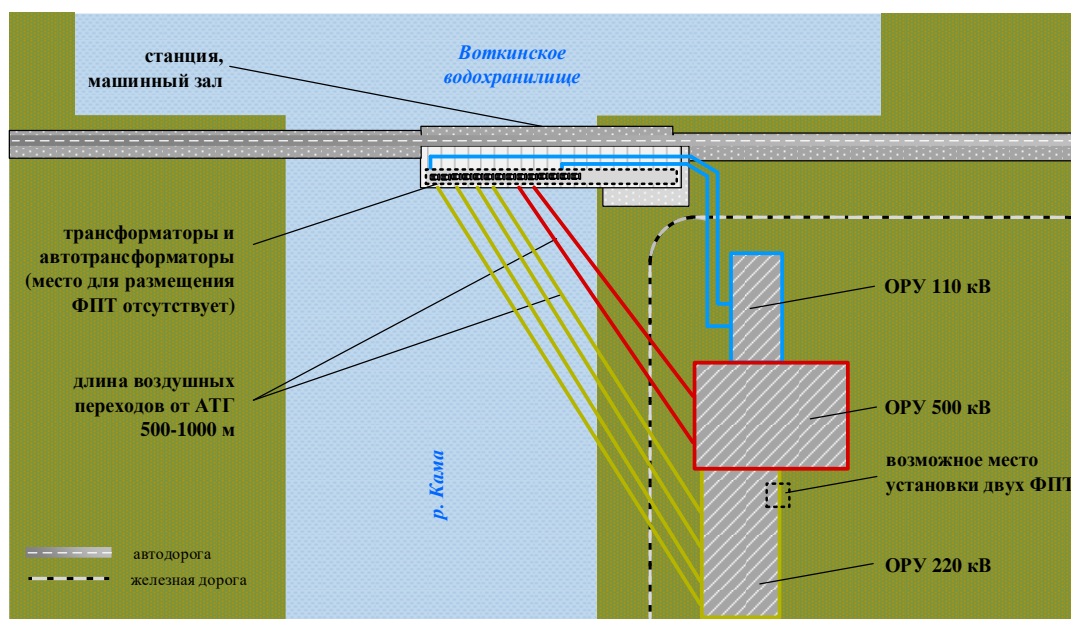 станция,
машинный зал
Воткинское
водохранилище
трансформаторы и
автотрансформаторы
(место для размещения
ФПТ отсутствует)
ОРУ 110 кВ
длина воздушных
переходов от АТГ
500-1000 м
ОРУ 500 кВ
возможное место
установки двух ФПТ
р. Кама
автодорога
железная дорога
ОРУ 220 кВ